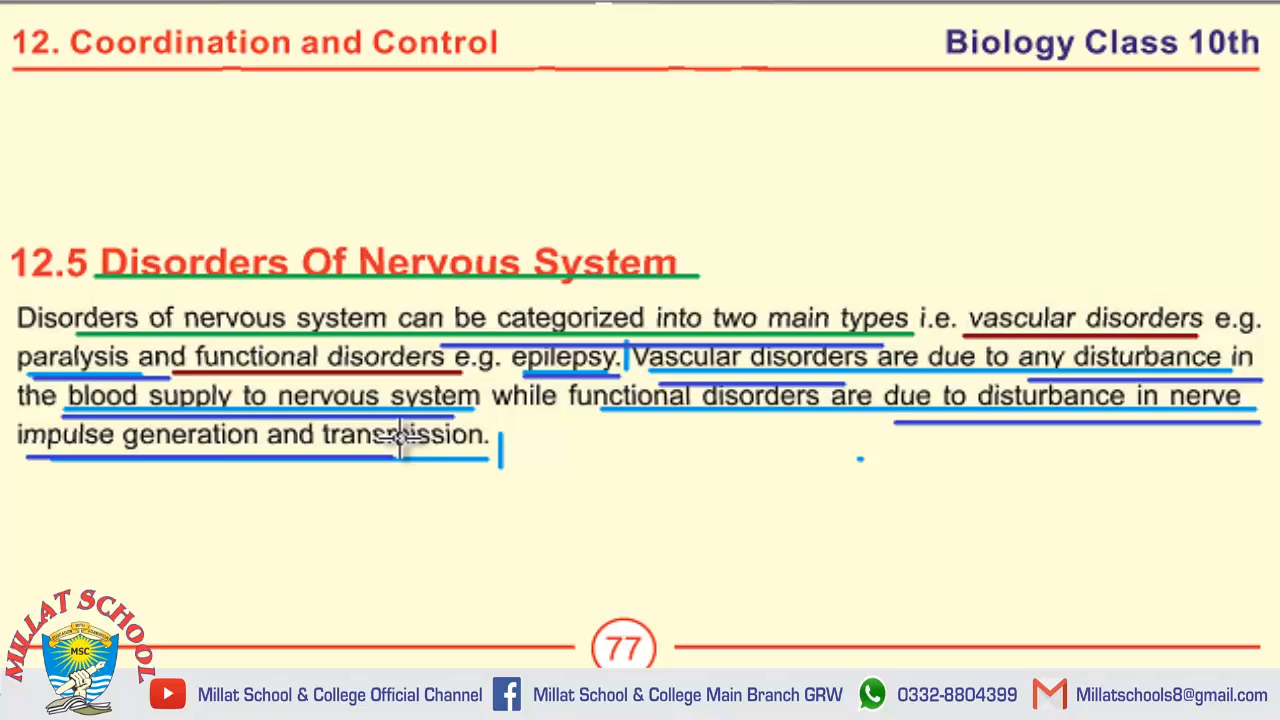 12. Coordination and Control
Biology Class 10th
12.5 Disorders Of Nervous System
Disorders of nervous system can be categorized into two main types i.e. vascular disorders e.g.
paralysis and functional disorders e.g. epilepsy. Vascular disorders are due to any disturbance in
the blood supply to nervous system while functional disorders are due to disturbance in nerve
impulse generation and transmission.
77
MILLAT SCHOOL
MSC
Millat School & College Official Channel
Millat School & College Main Branch GRW
0332-8804399
Millatschools8@gmail.com